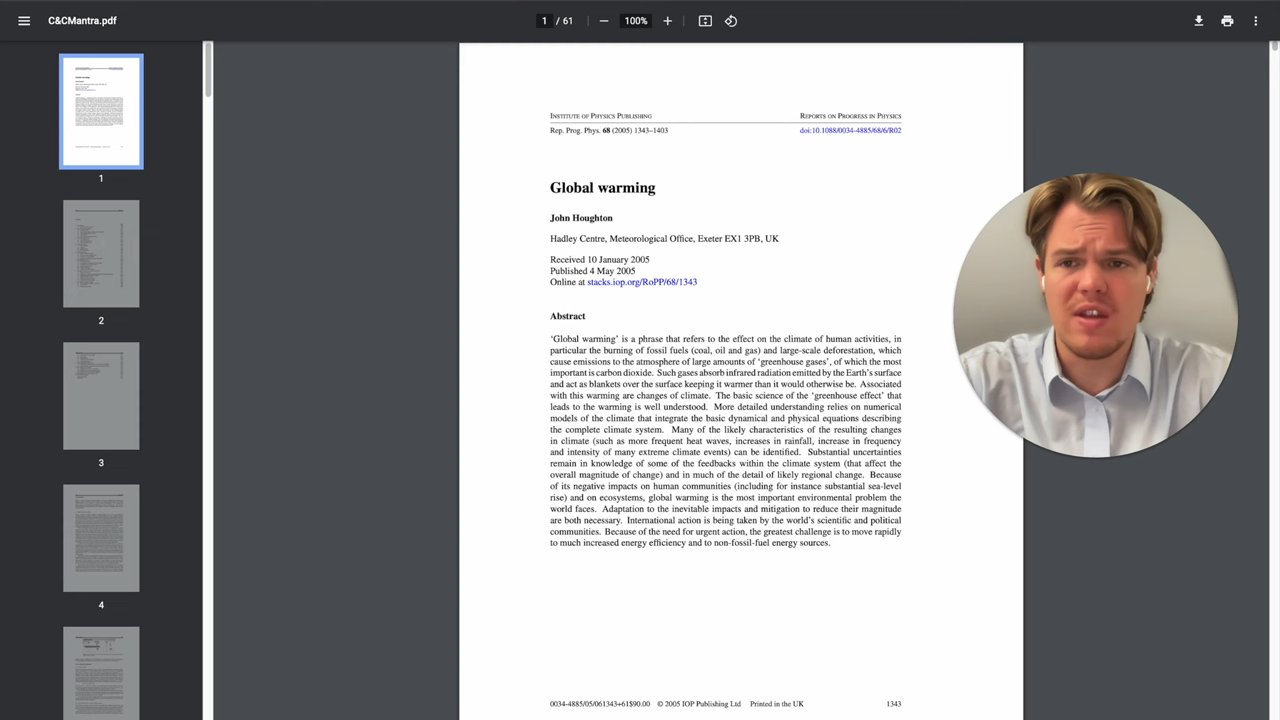 C&CMantra.pdf
1 / 61
100%
1
2
3
4
INSTITUTE OF PHYSICS PUBLISHING
REPORTS ON PROGRESS IN PHYSICS
Rep. Prog. Phys. 68 (2005) 1343–1403
doi:10.1088/0034-4885/68/6/R02
Global warming
John Houghton
Hadley Centre, Meteorological Office, Exeter EX1 3PB, UK
Received 10 January 2005
Published 4 May 2005
Online at stacks.iop.org/RoPP/68/1343
Abstract
‘Global warming’ is a phrase that refers to the effect on the climate of human activities, in
particular the burning of fossil fuels (coal, oil and gas) and large-scale deforestation, which
cause emissions to the atmosphere of large amounts of ‘greenhouse gases’, of which the most
important is carbon dioxide. Such gases absorb infrared radiation emitted by the Earth’s surface
and act as blankets over the surface keeping it warmer than it would otherwise be. Associated
with this warming are changes of climate. The basic science of the ‘greenhouse effect’ that
leads to the warming is well understood. More detailed understanding relies on numerical
models of the climate that integrate the basic dynamical and physical equations describing
the complete climate system. Many of the likely characteristics of the resulting changes
in climate (such as more frequent heat waves, increases in rainfall, increase in frequency
and intensity of many extreme climate events) can be identified. Substantial uncertainties
remain in knowledge of some of the feedbacks within the climate system (that affect the
overall magnitude of change) and in much of the detail of likely regional change. Because
of its negative impacts on human communities (including for instance substantial sea-level
rise) and on ecosystems, global warming is the most important environmental problem the
world faces. Adaptation to the inevitable impacts and mitigation to reduce their magnitude
are both necessary. International action is being taken by the world’s scientific and political
communities. Because of the need for urgent action, the greatest challenge is to move rapidly
to much increased energy efficiency and to non-fossil-fuel energy sources.
0034-4885/05/061343+61$90.00 © 2005 IOP Publishing Ltd Printed in the UK
1343